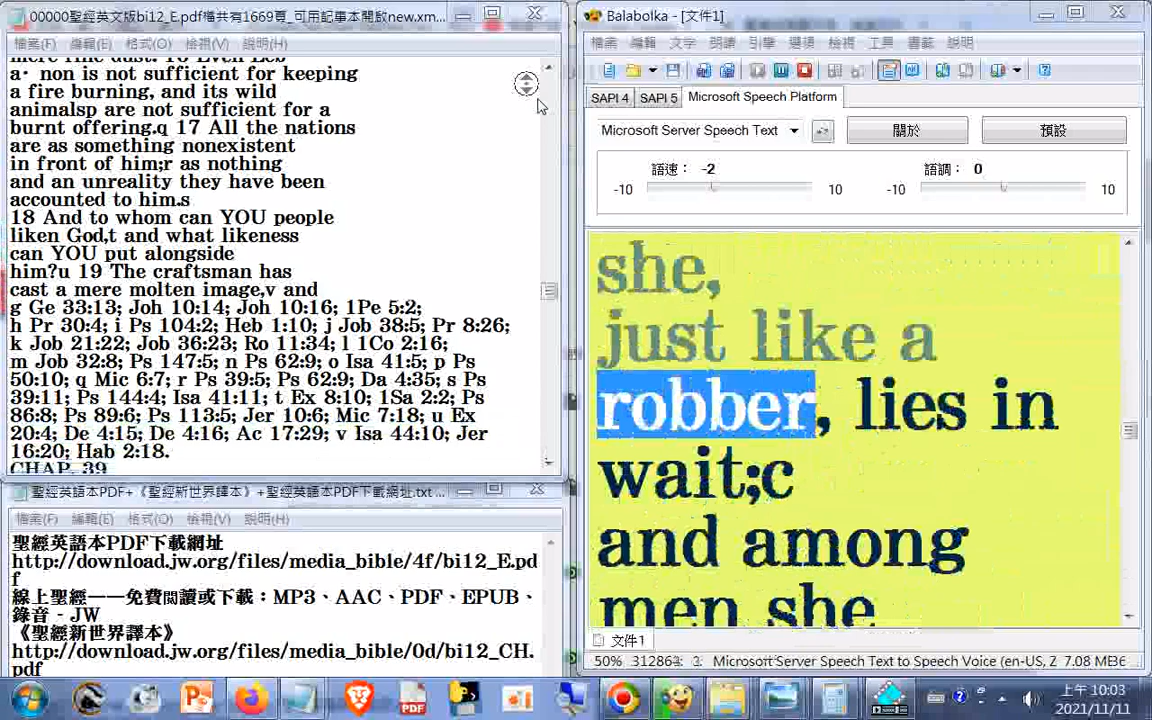 00000聖經英文版bi12_E.pdf檔共有1669頁_可用記事本開啟new.xm...
檔案(F) 編輯(E) 格式(O) 檢視(V) 說明(H)
mere like dust. 16 Even Leb
a· non is not sufficient for keeping
a fire burning, and its wild
animalsp are not sufficient for a
burnt offering.q 17 All the nations
are as something nonexistent
in front of him;r as nothing
and an unreality they have been
accounted to him.s
18 And to whom can YOU people
liken God,t and what likeness
can YOU put alongside
him?u 19 The craftsman has
cast a mere molten image,v and
g Ge 33:13; Joh 10:14; Joh 10:16; 1Pe 5:2;
h Pr 30:4; i Ps 104:2; Heb 1:10; j Job 38:5; Pr 8:26;
k Job 21:22; Job 36:23; Ro 11:34; l 1Co 2:16;
m Job 32:8; Ps 147:5; n Ps 62:9; o Isa 41:5; p Ps
50:10; q Mic 6:7; r Ps 39:5; Ps 62:9; Da 4:35; s Ps
39:11; Ps 144:4; Isa 41:11; t Ex 8:10; 1Sa 2:2; Ps
86:8; Ps 89:6; Ps 113:5; Jer 10:6; Mic 7:18; u Ex
20:4; De 4:15; De 4:16; Ac 17:29; v Isa 44:10; Jer
16:20; Hab 2:18.
CHAP. 39
聖經英語本PDF+《聖經新世界譯本》+聖經英語本PDF下載網址.txt ...
檔案(F) 編輯(E) 格式(O) 檢視(V) 說明(H)
聖經英語本PDF下載網址
http://download.jw.org/files/media_bible/4f/bi12_E.pd
f
線上聖經——免費閱讀或下載：MP3、AAC、PDF、EPUB、
錄音 - JW
《聖經新世界譯本》
http://download.jw.org/files/media_bible/0d/bi12_CH.
pdf
Balabolka - [文件1]
檔案 編輯 文字 朗讀 引擎 選項 檢視 工具 書籤 說明
SAPI 4 SAPI 5 Microsoft Speech Platform
Microsoft Server Speech Text 關於 預設
語速： -2 語調： 0
-10 10 -10 10
she,
just like a
robber, lies in
wait;c
and among
men she
文件1
50% Microsoft Server Speech Text to Speech Voice (en-US, Z 7.08 МБ
上午 10:03
2021/11/11